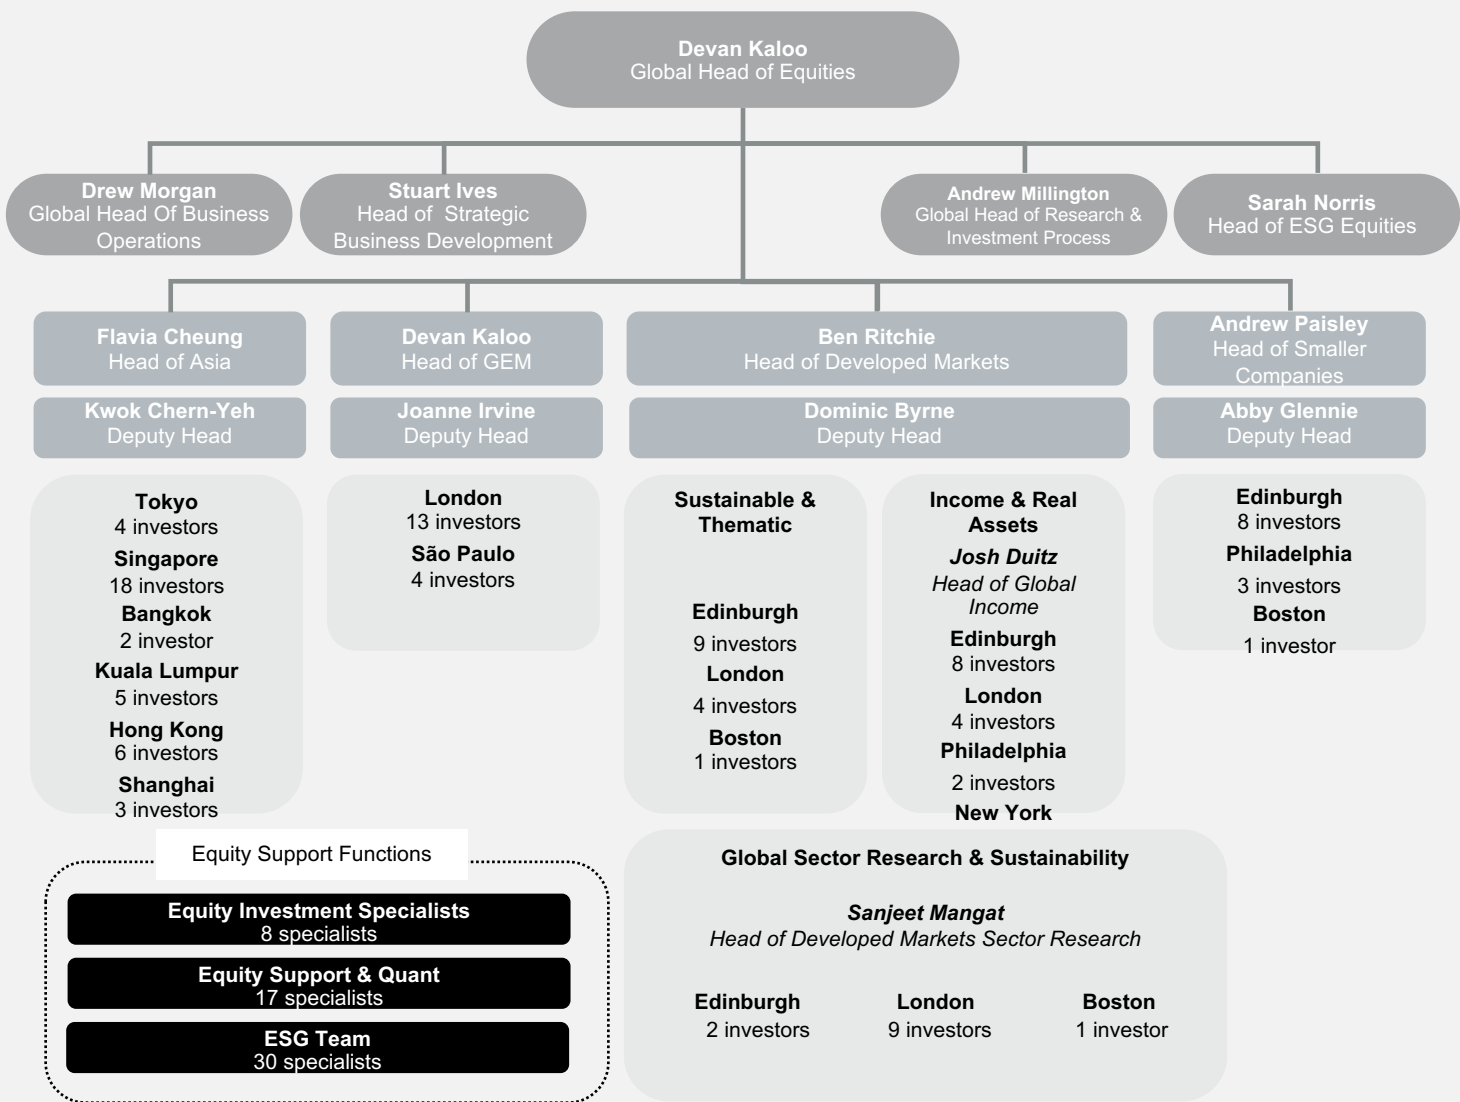 Devan Kaloo
Global Head of Equities
Drew Morgan
Global Head Of Business
Operations
Stuart Ives
Head of Strategic
Business Development
Andrew Millington
Global Head of Research &
Investment Process
Sarah Norris
Head of ESG Equities
Flavia Cheung
Head of Asia
Devan Kaloo
Head of GEM
Ben Ritchie
Head of Developed Markets
Andrew Paisley
Head of Smaller
Companies
Kwok Chern-Yeh
Deputy Head
Joanne Irvine
Deputy Head
Dominic Byrne
Deputy Head
Abby Glennie
Deputy Head
Tokyo
4 investors
Singapore
18 investors
Bangkok
2 investor
Kuala Lumpur
5 investors
Hong Kong
6 investors
Shanghai
3 investors
London
13 investors
São Paulo
4 investors
Sustainable &
Thematic
Edinburgh
9 investors
London
4 investors
Boston
1 investors
Income & Real
Assets
Josh Duitz
Head of Global
Income
Edinburgh
8 investors
London
4 investors
Philadelphia
2 investors
New York
Edinburgh
8 investors
Philadelphia
3 investors
Boston
1 investor
Equity Support Functions
Equity Investment Specialists
8 specialists
Equity Support & Quant
17 specialists
ESG Team
30 specialists
Global Sector Research & Sustainability
Sanjeet Mangat
Head of Developed Markets Sector Research
Edinburgh
2 investors
London
9 investors
Boston
1 investor